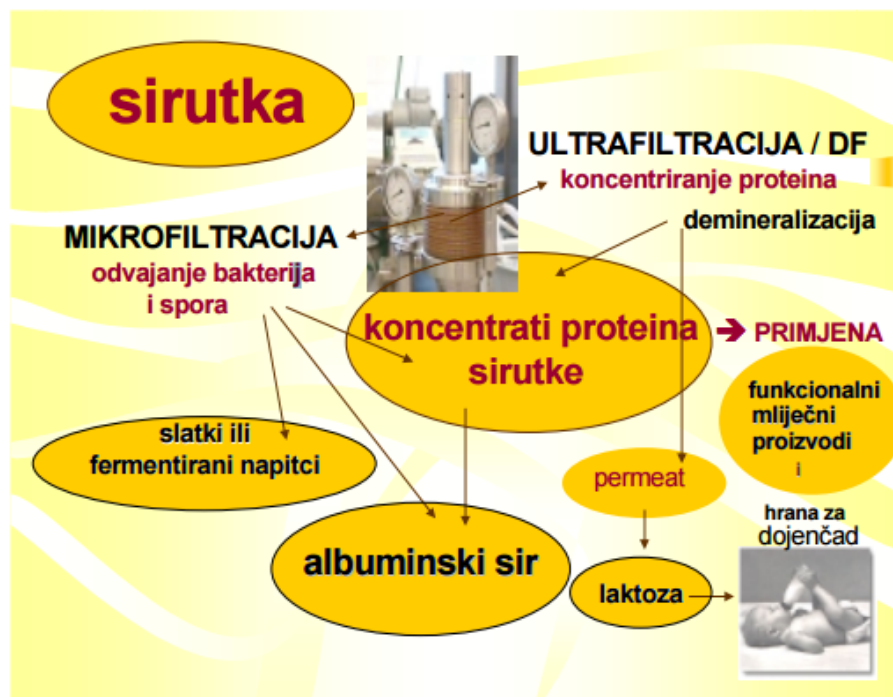 sirutka
ULTRAFILTRACIJA / DF
koncentriranje proteina
demineralizacija
MIKROFILTRACIJA
odvajanje bakterija
i spora
koncentrati proteina
sirutke
➔ PRIMJENA
funkcionalni
mliječni
proizvodi
i
hrana za
dojenčad
slatki ili
fermentirani napitci
permeat
albuminski sir
laktoza